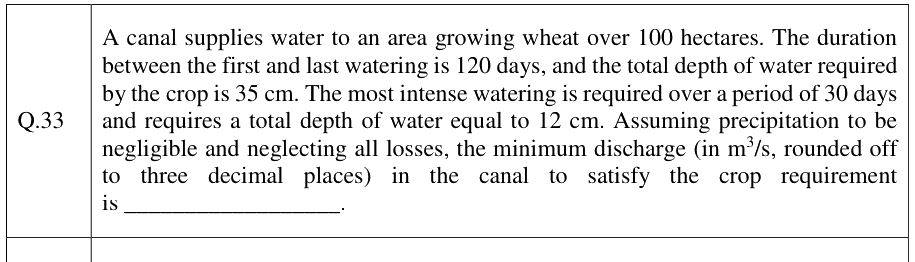 A canal supplies water to an area growing wheat over 100 hectares. The duration
between the first and last watering is 120 days, and the total depth of water required
by the crop is 35 cm. The most intense watering is required over a period of 30 days
Q.33 and requires a total depth of water equal to 12 cm. Assuming precipitation to be
negligible and neglecting all losses, the minimum discharge (in m³/s, rounded off
to three decimal places) in the canal to satisfy the crop requirement
is ___________________.